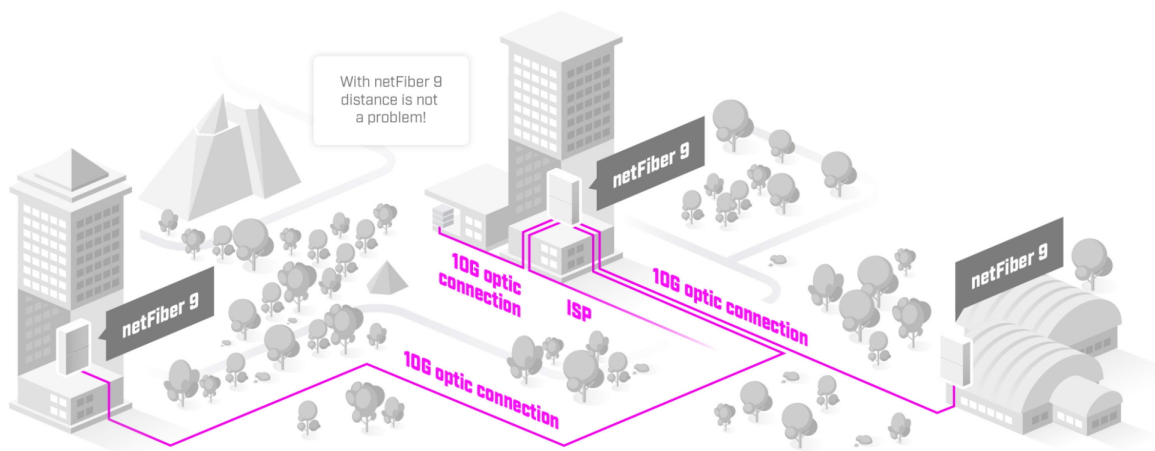 With netFiber 9
distance is not
a problem!
netFiber 9
netFiber 9
netFiber 9
10G optic
connection
ISP
10G optic connection
10G optic connection